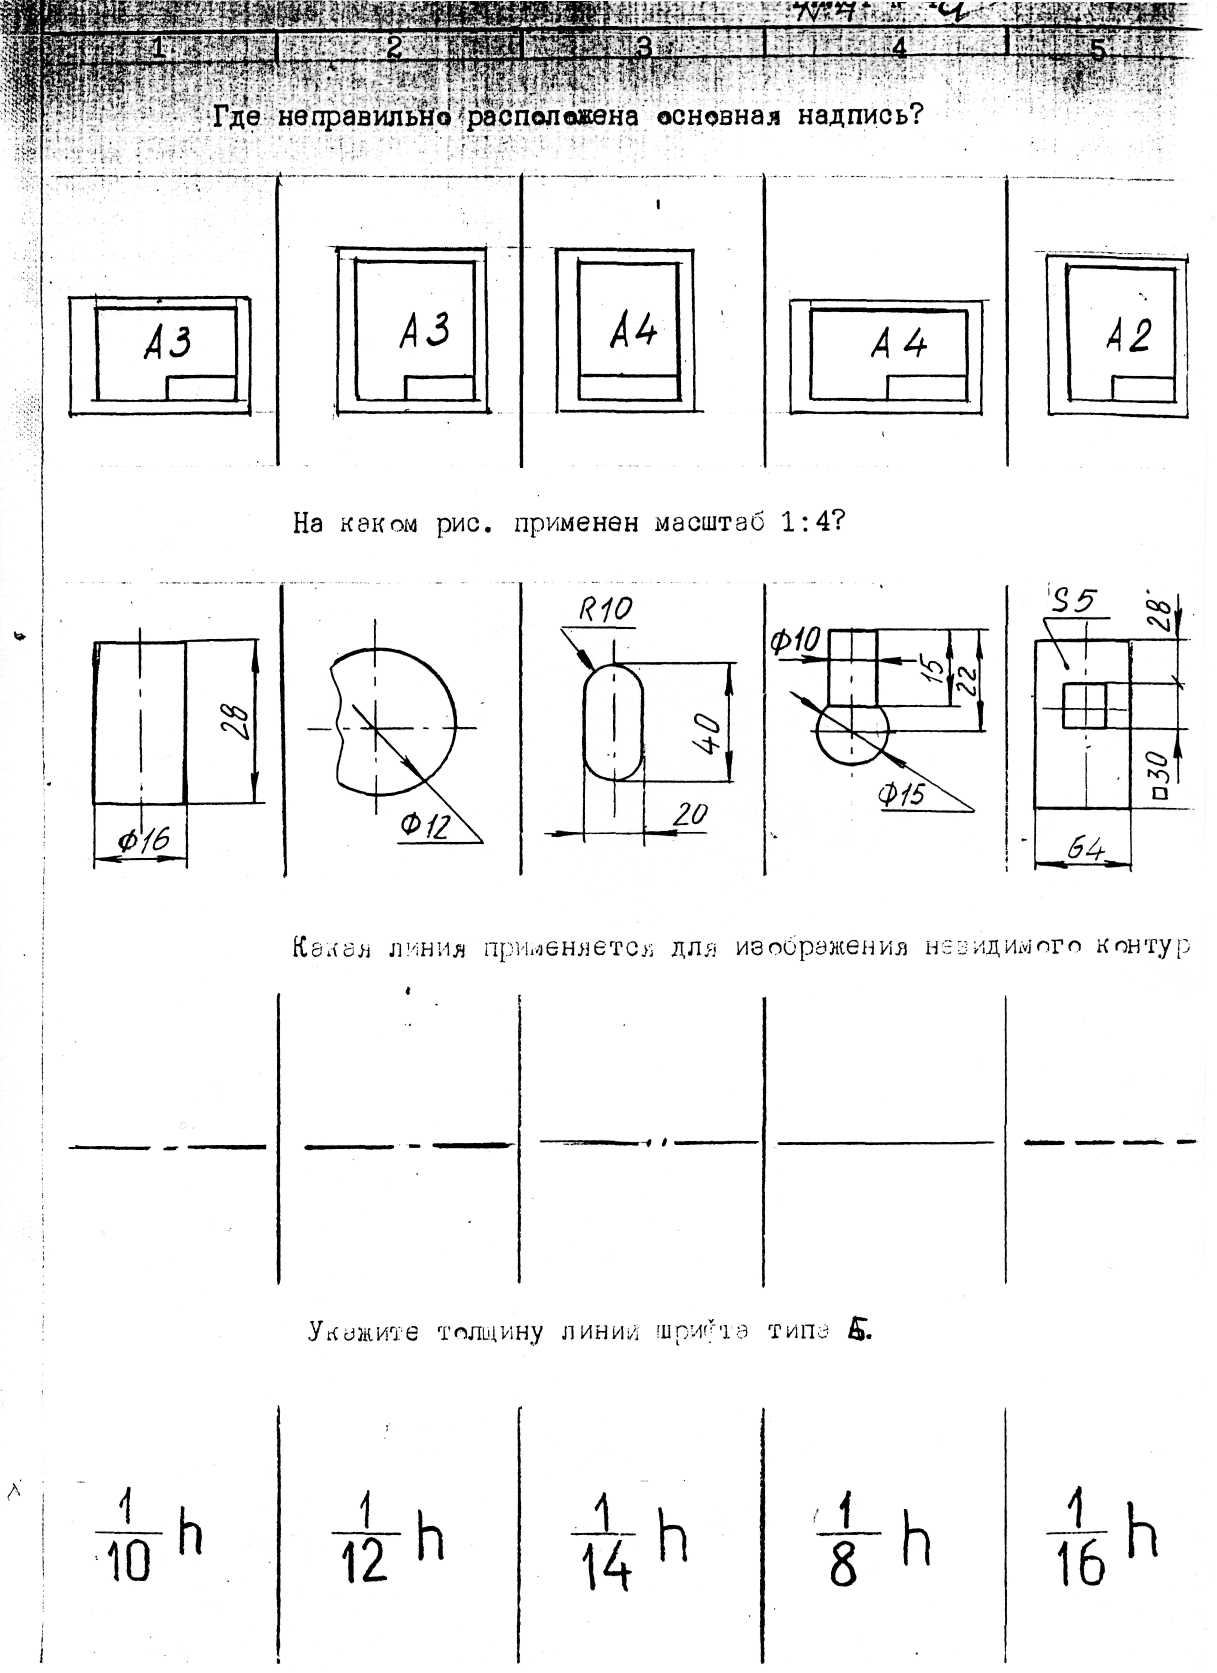 1 2 3 4 5
Где неправильно расположена основная надпись?
А3 А3 А4 А4 А2
На каком рис. применен масштаб 1:4?
28
Ф16
Ф12
R10
40
20
Ф10
15
22
Ф15
S5
28
□30
64
Какая линия применяется для изображения невидимого контур
Укажите толщину линий шрифта типа Б.
1/10 h 1/12 h 1/14 h 1/8 h 1/16 h